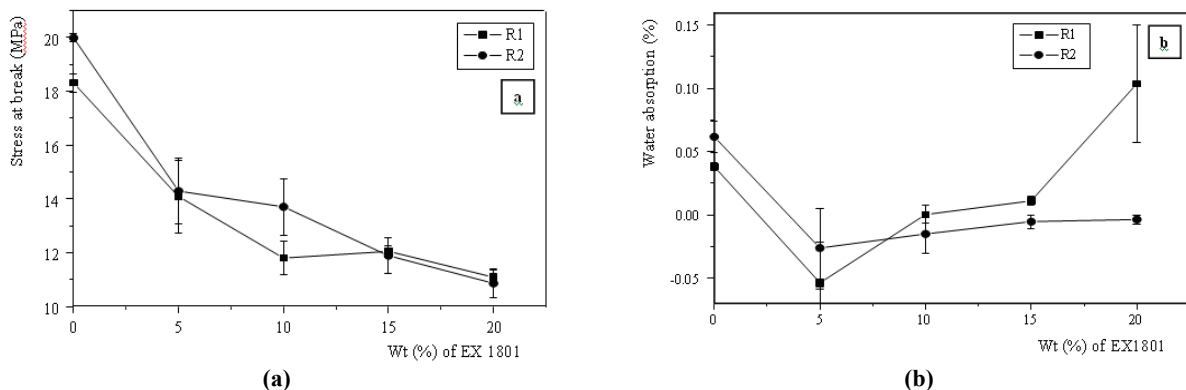 Stress at break (MPa)
20
18
16
14
12
10
0
5
10
15
20
Wt (%) of EX 1801
R1
R2
a
(a)
Water absorption (%)
0.15
0.10
0.05
0.00
-0.05
0
5
10
15
20
Wt (%) of EX1801
R1
R2
b
(b)